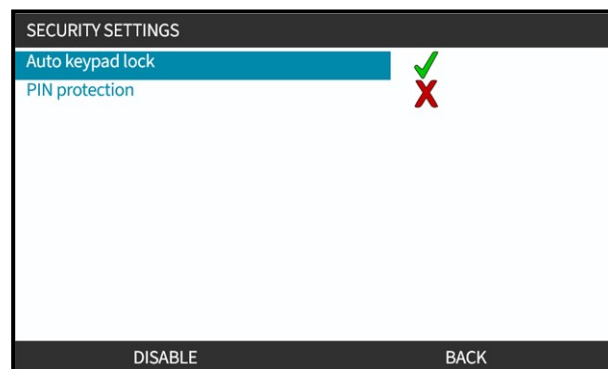 SECURITY SETTINGS
Auto keypad lock
PIN protection
DISABLE BACK